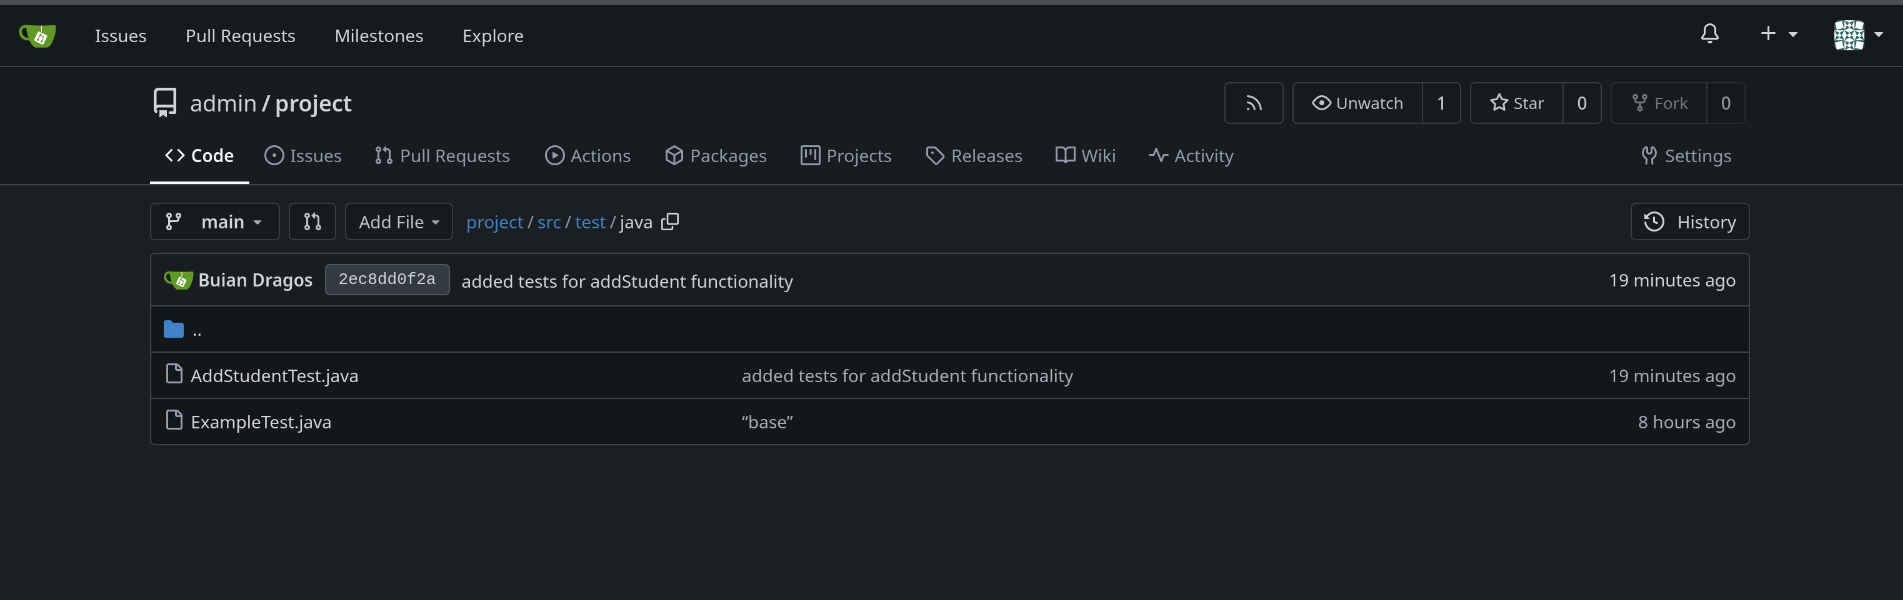 Issues Pull Requests Milestones Explore
admin / project
Unwatch 1 Star 0 Fork 0
Code Issues Pull Requests Actions Packages Projects Releases Wiki Activity Settings
main Add File project / src / test / java History
Buian Dragos 2ec8dd0f2a added tests for addStudent functionality 19 minutes ago
..
AddStudentTest.java added tests for addStudent functionality 19 minutes ago
ExampleTest.java “base” 8 hours ago